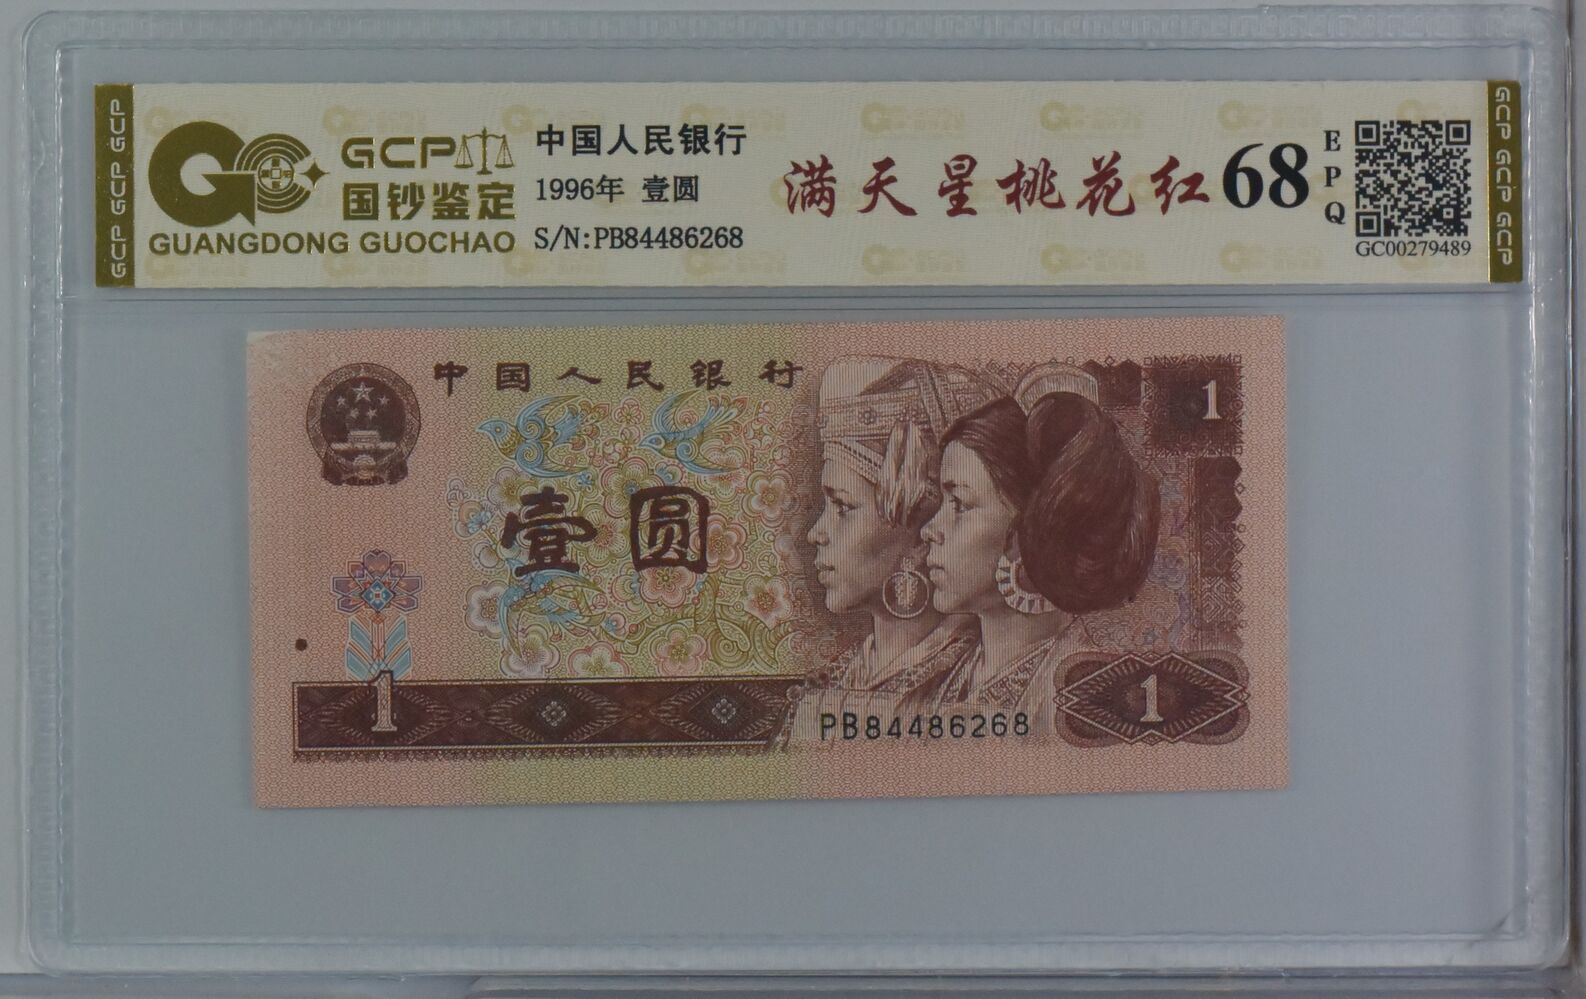 GCP GCP GCP
GCP
国钞鉴定
GUANGDONG GUOCHAO
中国人民银行
1996年 壹圆
S/N:PB84486268
满天星桃花红
68
EPQ
GC00279489
GCP GCP GCP
中国人民银行
1
壹圆
1
PB84486268
1